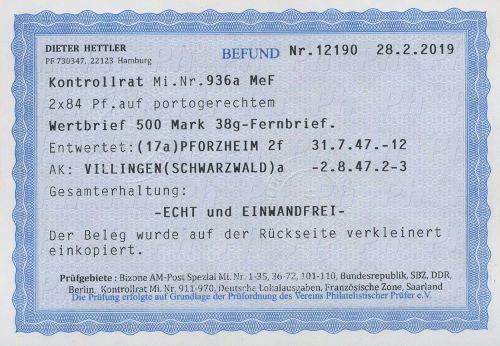 DIETER HETTLER
PF 730347, 22123 Hamburg
BEFUND Nr.12190 28.2.2019
Kontrollrat Mi.Nr.936a MeF
2x84 Pf.auf portogerechtem
Wertbrief 500 Mark 38g-Fernbrief.
Entwertet:(17a)PFORZHEIM 2f 31.7.47.-12
AK: VILLINGEN(SCHWARZWALD)a -2.8.47.2-3
Gesamterhaltung:
-ECHT und EINWANDFREI-
Der Beleg wurde auf der Rückseite verkleinert
einkopiert.
Prüfgebiete : Bizone AM-Post Spezial Mi. Nr. 1-35, 36-72, 101-110, Bundesrepublik, SBZ, DDR,
Berlin, Kontrollrat Mi. Nr. 911-970, Deutsche Lokalausgaben, Französische Zone, Saarland
Die Prüfung erfolgte auf Grundlage der Prüfordnung des Vereins Philatelistischer Prüfer e.V.